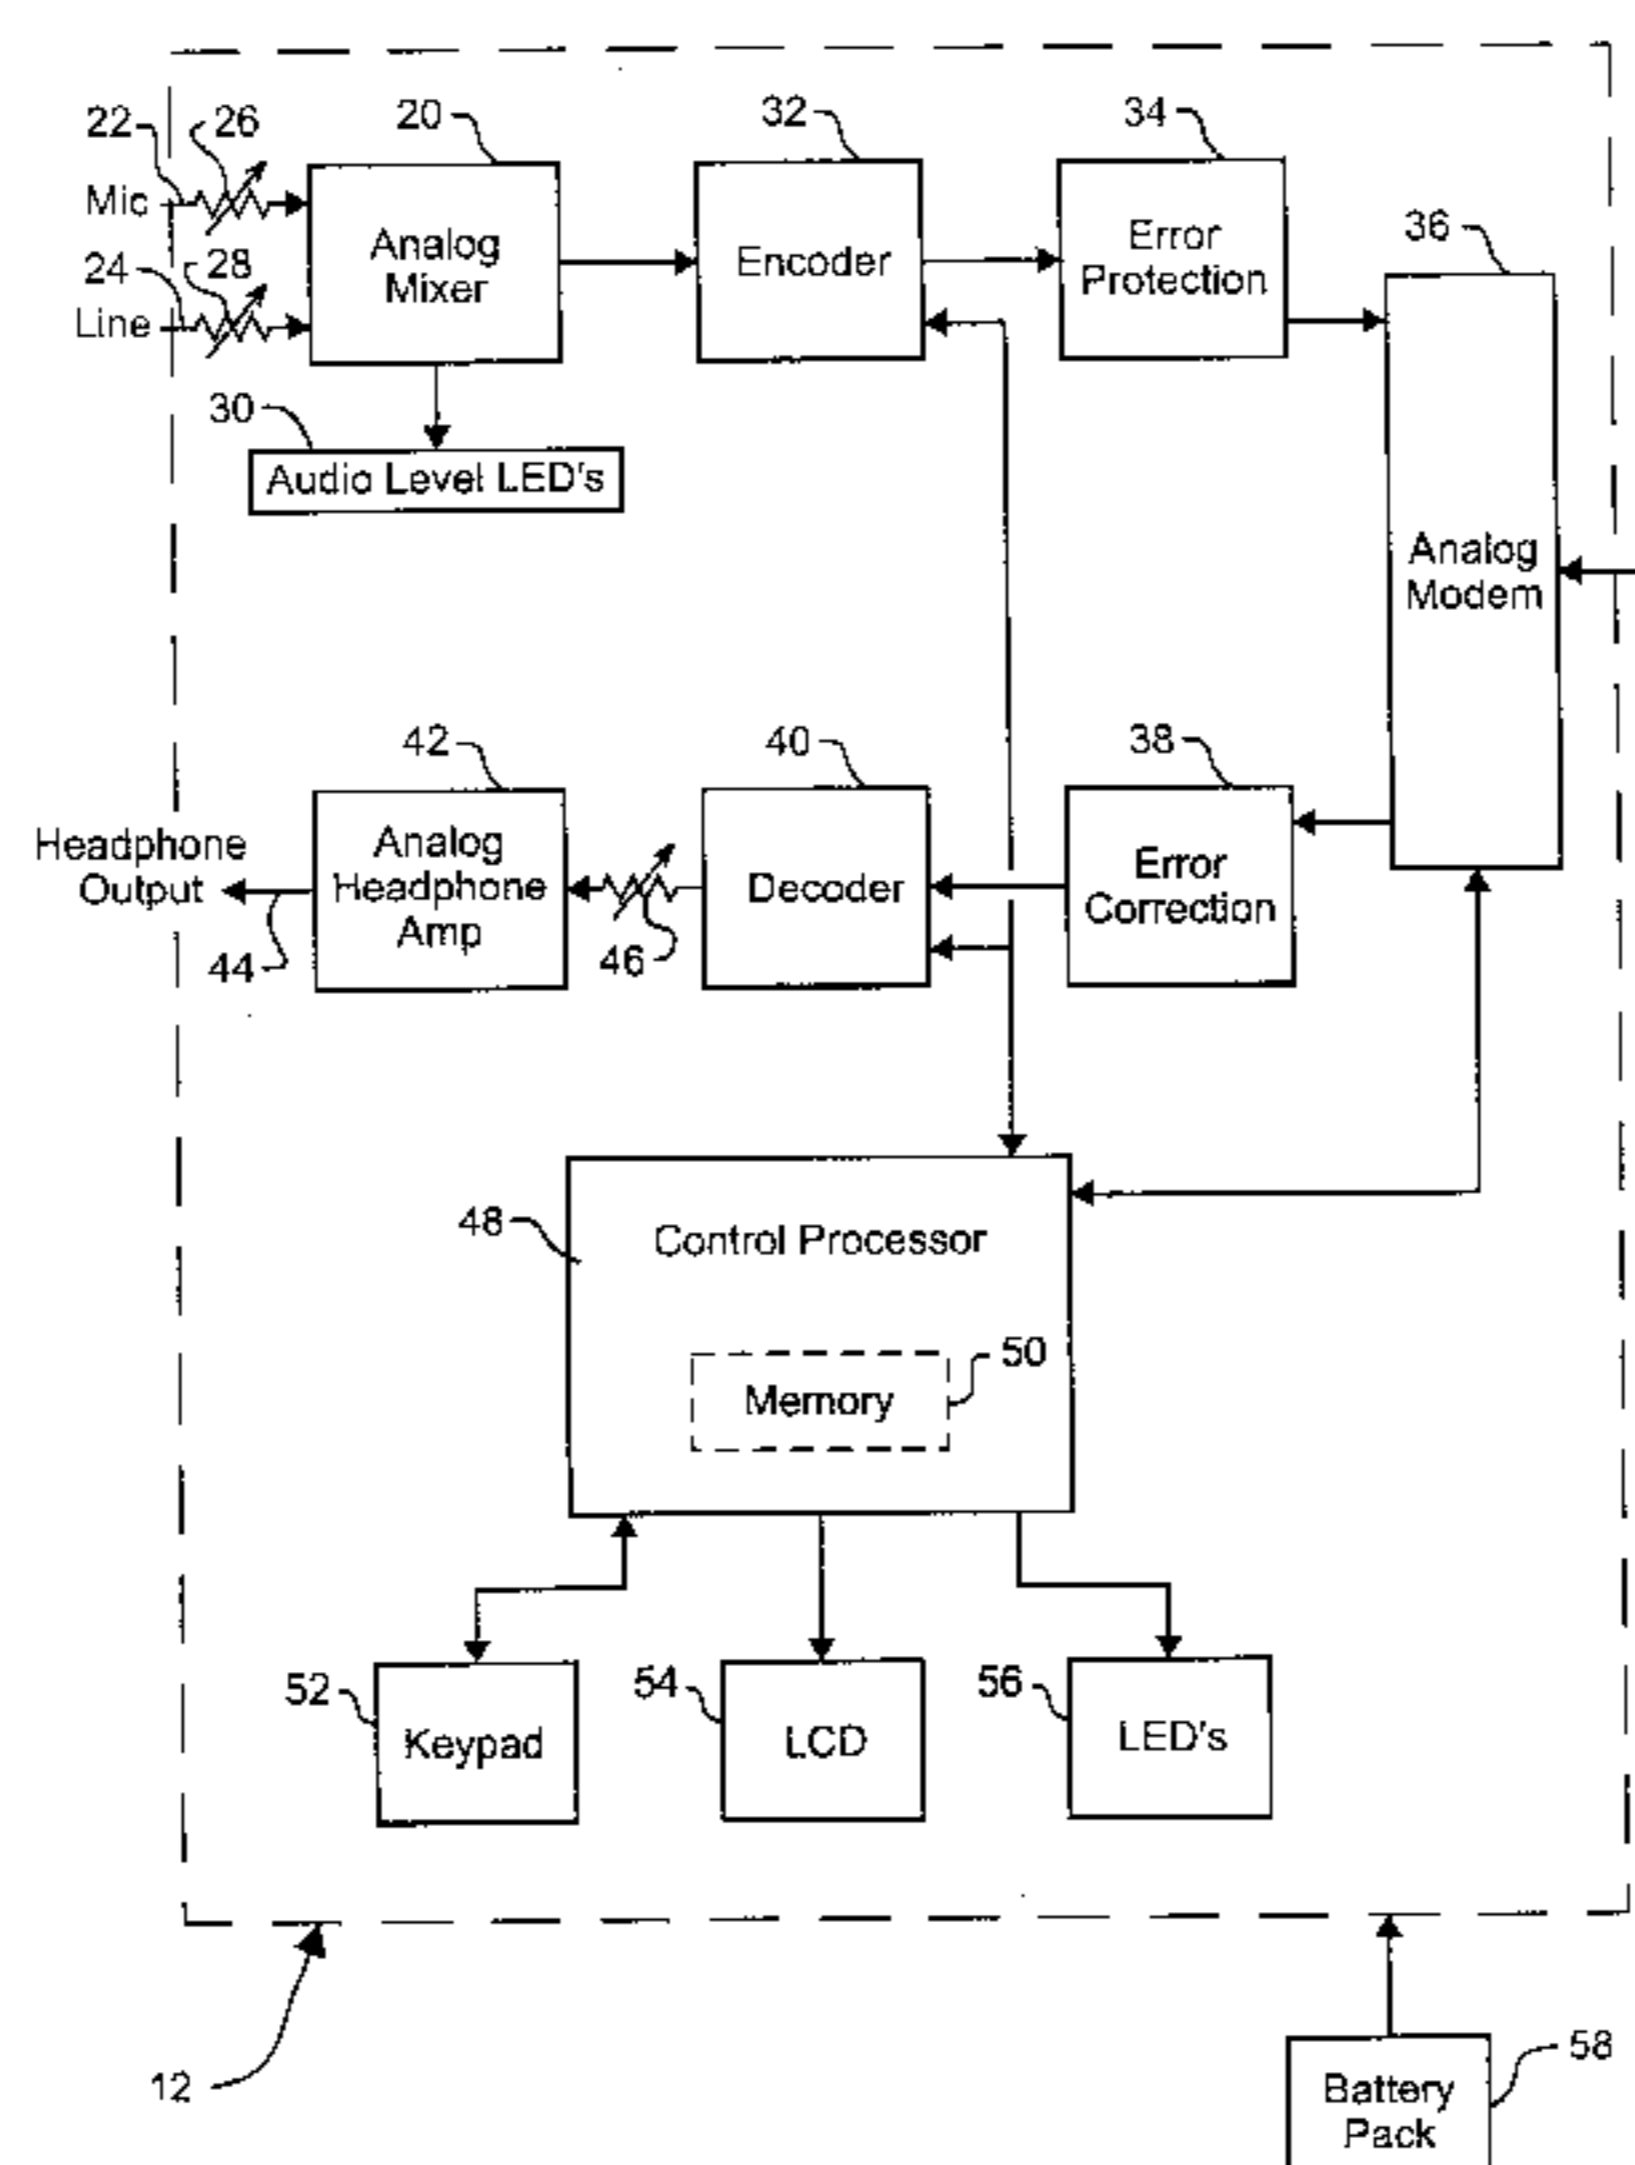 22
26
20
32
34
Mic
36
Analog
Mixer
Encoder
Error
Protection
24
28
Line
30
Audio Level LED's
Analog
Modem
42
40
38
Headphone
Output
Analog
Headphone
Amp
Decoder
Error
Correction
44
46
48
Control Processor
50
Memory
52
54
56
Keypad
LCD
LED's
12
58
Battery
Pack